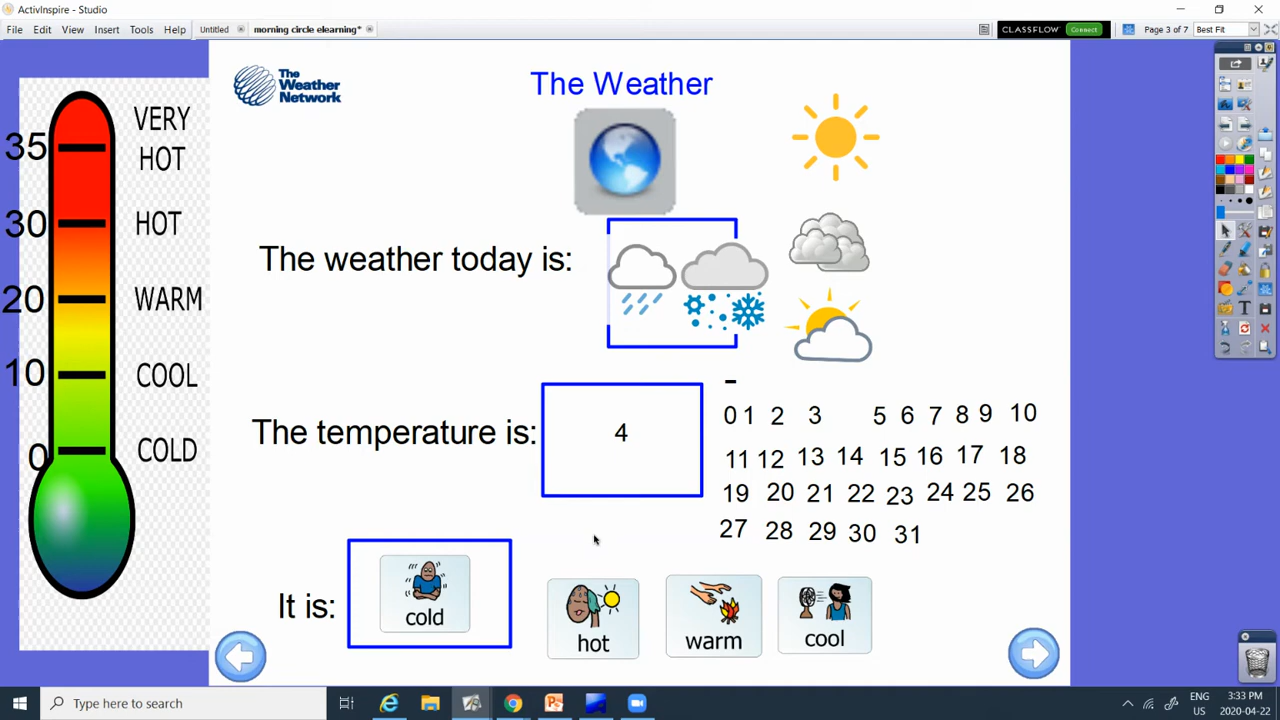 ActivInspire - Studio
File Edit View Insert Tools Help
Untitled
morning circle elearning*
CLASSFLOW Connect
Page 3 of 7
Best Fit
The
Weather
Network
The Weather
35
30
20
10
0
VERY
HOT
HOT
WARM
COOL
COLD
The weather today is:
The temperature is:
4
-
0 1 2 3 5 6 7 8 9 10
11 12 13 14 15 16 17 18
19 20 21 22 23 24 25 26
27 28 29 30 31
It is:
cold
hot
warm
cool
Type here to search
ENG
US
3:33 PM
2020-04-22